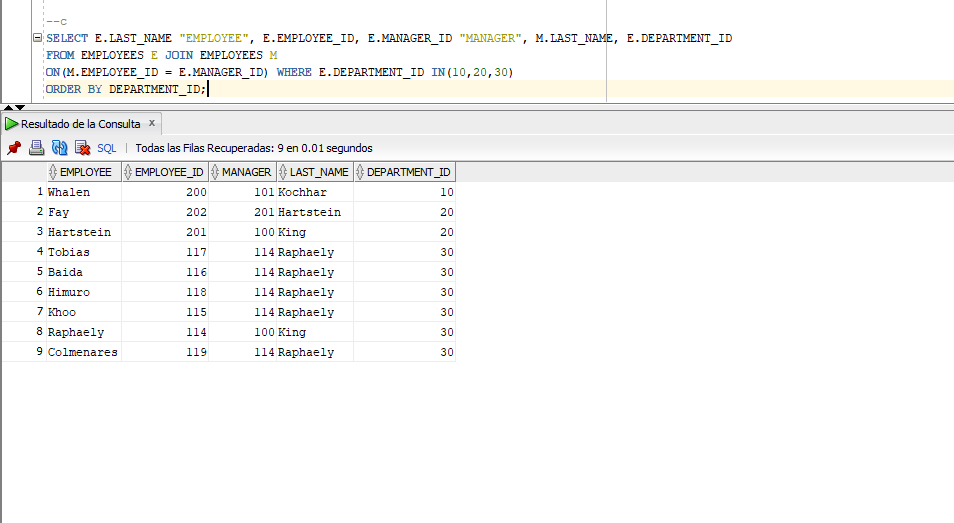 --c
SELECT E.LAST_NAME "EMPLOYEE", E.EMPLOYEE_ID, E.MANAGER_ID "MANAGER", M.LAST_NAME, E.DEPARTMENT_ID
FROM EMPLOYEES E JOIN EMPLOYEES M
ON(M.EMPLOYEE_ID = E.MANAGER_ID) WHERE E.DEPARTMENT_ID IN(10,20,30)
ORDER BY DEPARTMENT_ID;
Resultado de la Consulta x
SQL | Todas las Filas Recuperadas: 9 en 0.01 segundos
EMPLOYEE EMPLOYEE_ID MANAGER LAST_NAME DEPARTMENT_ID
1 Whalen 200 101 Kochhar 10
2 Fay 202 201 Hartstein 20
3 Hartstein 201 100 King 20
4 Tobias 117 114 Raphaely 30
5 Baida 116 114 Raphaely 30
6 Himuro 118 114 Raphaely 30
7 Khoo 115 114 Raphaely 30
8 Raphaely 114 100 King 30
9 Colmenares 119 114 Raphaely 30